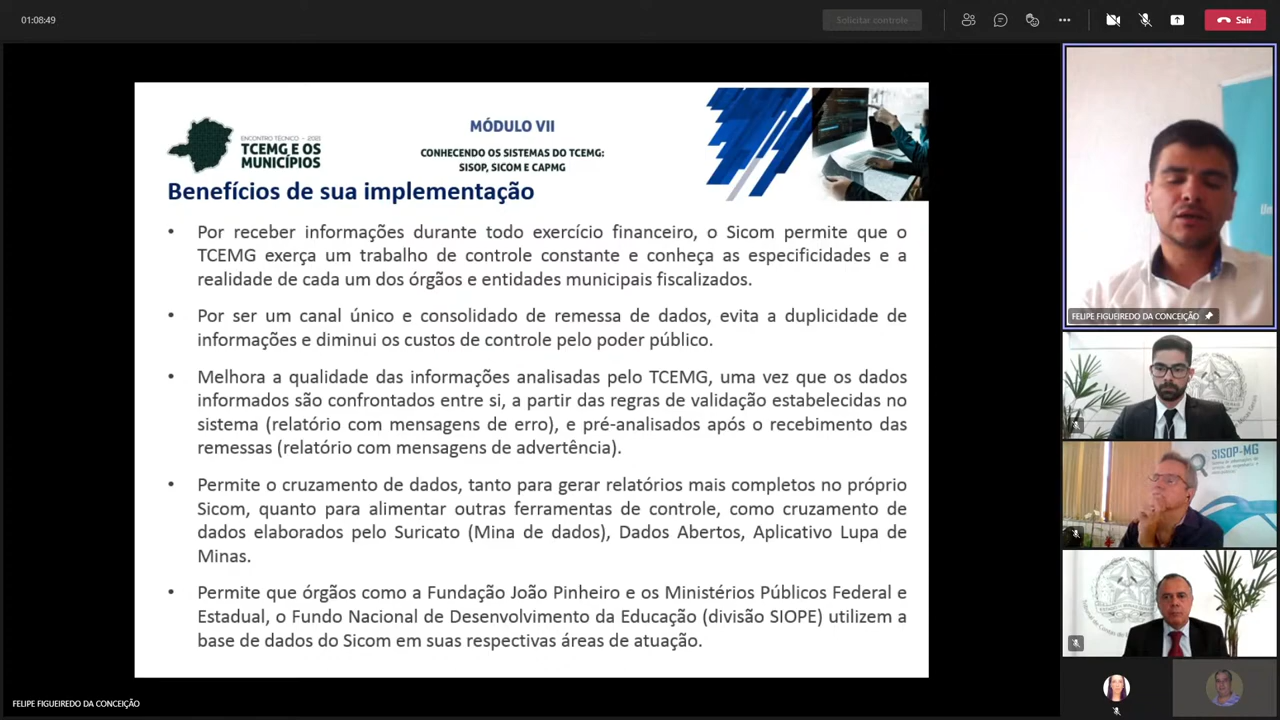 01:08:49
Solicitar controle
Sair
ENCONTRO TÉCNICO - 2021
TCEMG E OS
MUNICÍPIOS
MÓDULO VII
CONHECENDO OS SISTEMAS DO TCEMG:
SISOP, SICOM E CAPMG
Benefícios de sua implementação
• Por receber informações durante todo exercício financeiro, o Sicom permite que o
TCEMG exerça um trabalho de controle constante e conheça as especificidades e a
realidade de cada um dos órgãos e entidades municipais fiscalizados.
• Por ser um canal único e consolidado de remessa de dados, evita a duplicidade de
informações e diminui os custos de controle pelo poder público.
• Melhora a qualidade das informações analisadas pelo TCEMG, uma vez que os dados
informados são confrontados entre si, a partir das regras de validação estabelecidas no
sistema (relatório com mensagens de erro), e pré-analisados após o recebimento das
remessas (relatório com mensagens de advertência).
• Permite o cruzamento de dados, tanto para gerar relatórios mais completos no próprio
Sicom, quanto para alimentar outras ferramentas de controle, como cruzamento de
dados elaborados pelo Suricato (Mina de dados), Dados Abertos, Aplicativo Lupa de
Minas.
• Permite que órgãos como a Fundação João Pinheiro e os Ministérios Públicos Federal e
Estadual, o Fundo Nacional de Desenvolvimento da Educação (divisão SIOPE) utilizem a
base de dados do Sicom em suas respectivas áreas de atuação.
FELIPE FIGUEIREDO DA CONCEIÇÃO
SISOP-MG
FELIPE FIGUEIREDO DA CONCEIÇÃO